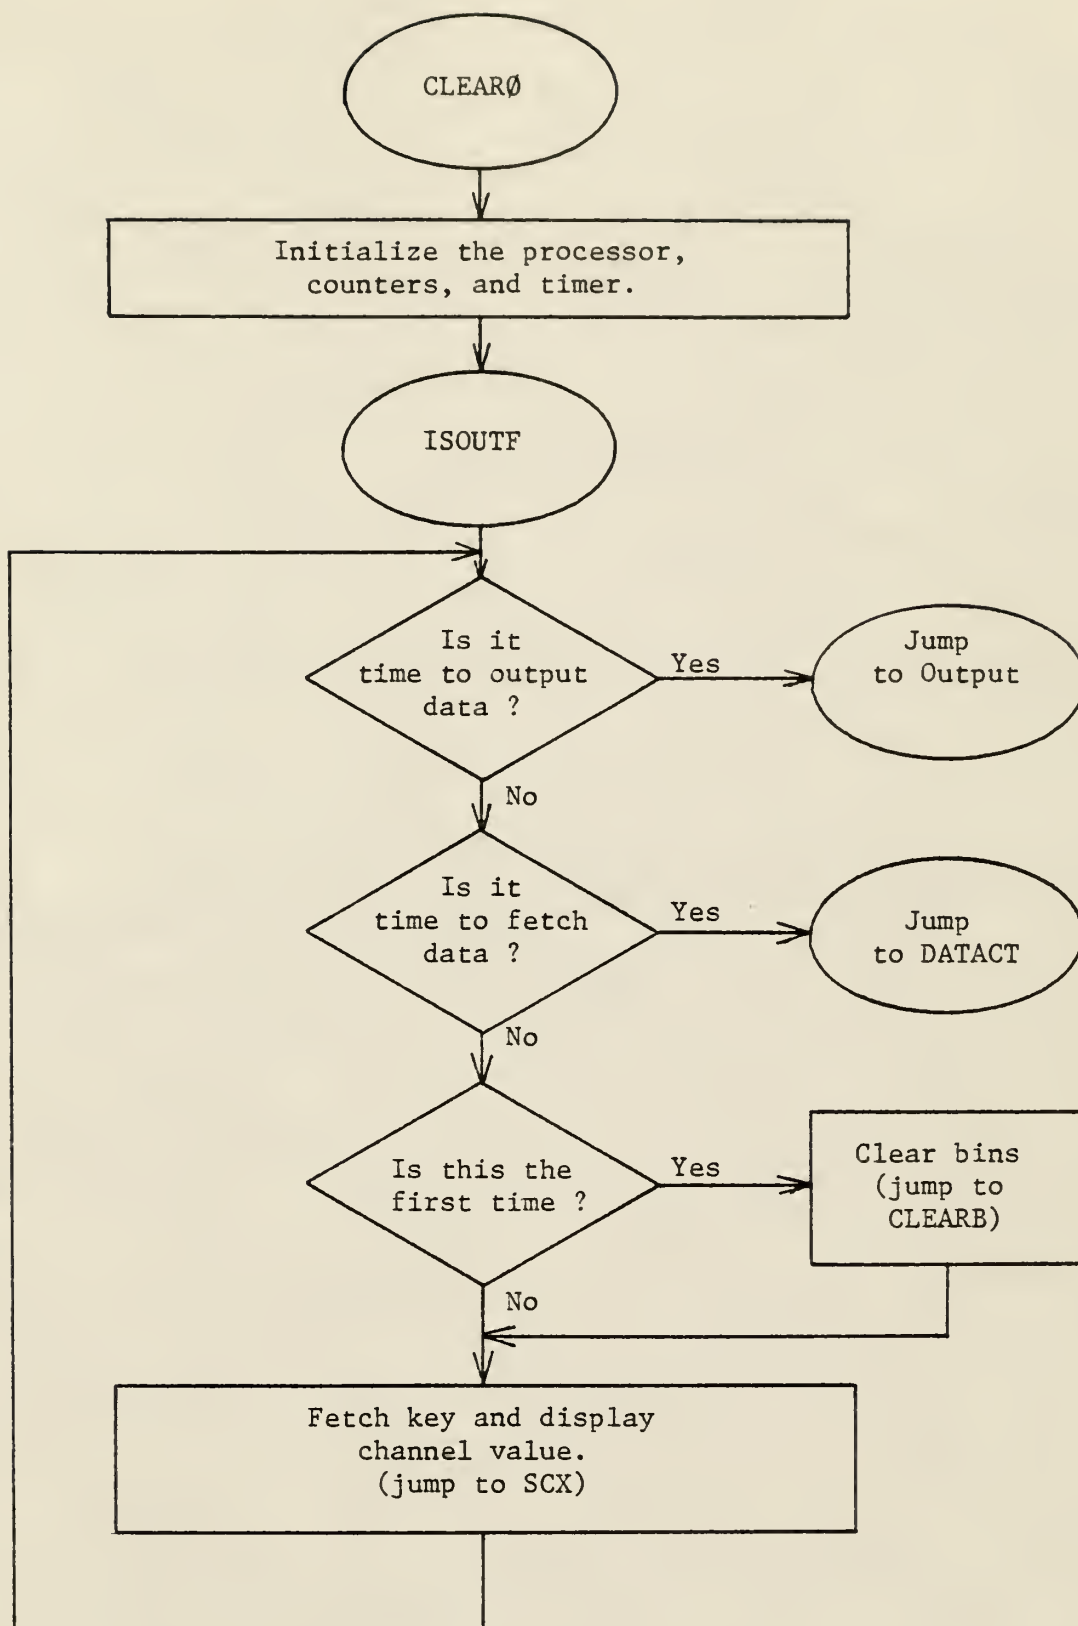 CLEARØ
Initialize the processor,
counters, and timer.
ISOUTF
Is it
time to output
data ?
Yes
Jump
to Output
No
Is it
time to fetch
data ?
Yes
Jump
to DATACT
No
Is this the
first time ?
Yes
Clear bins
(jump to
CLEARB)
No
Fetch key and display
channel value.
(jump to SCX)